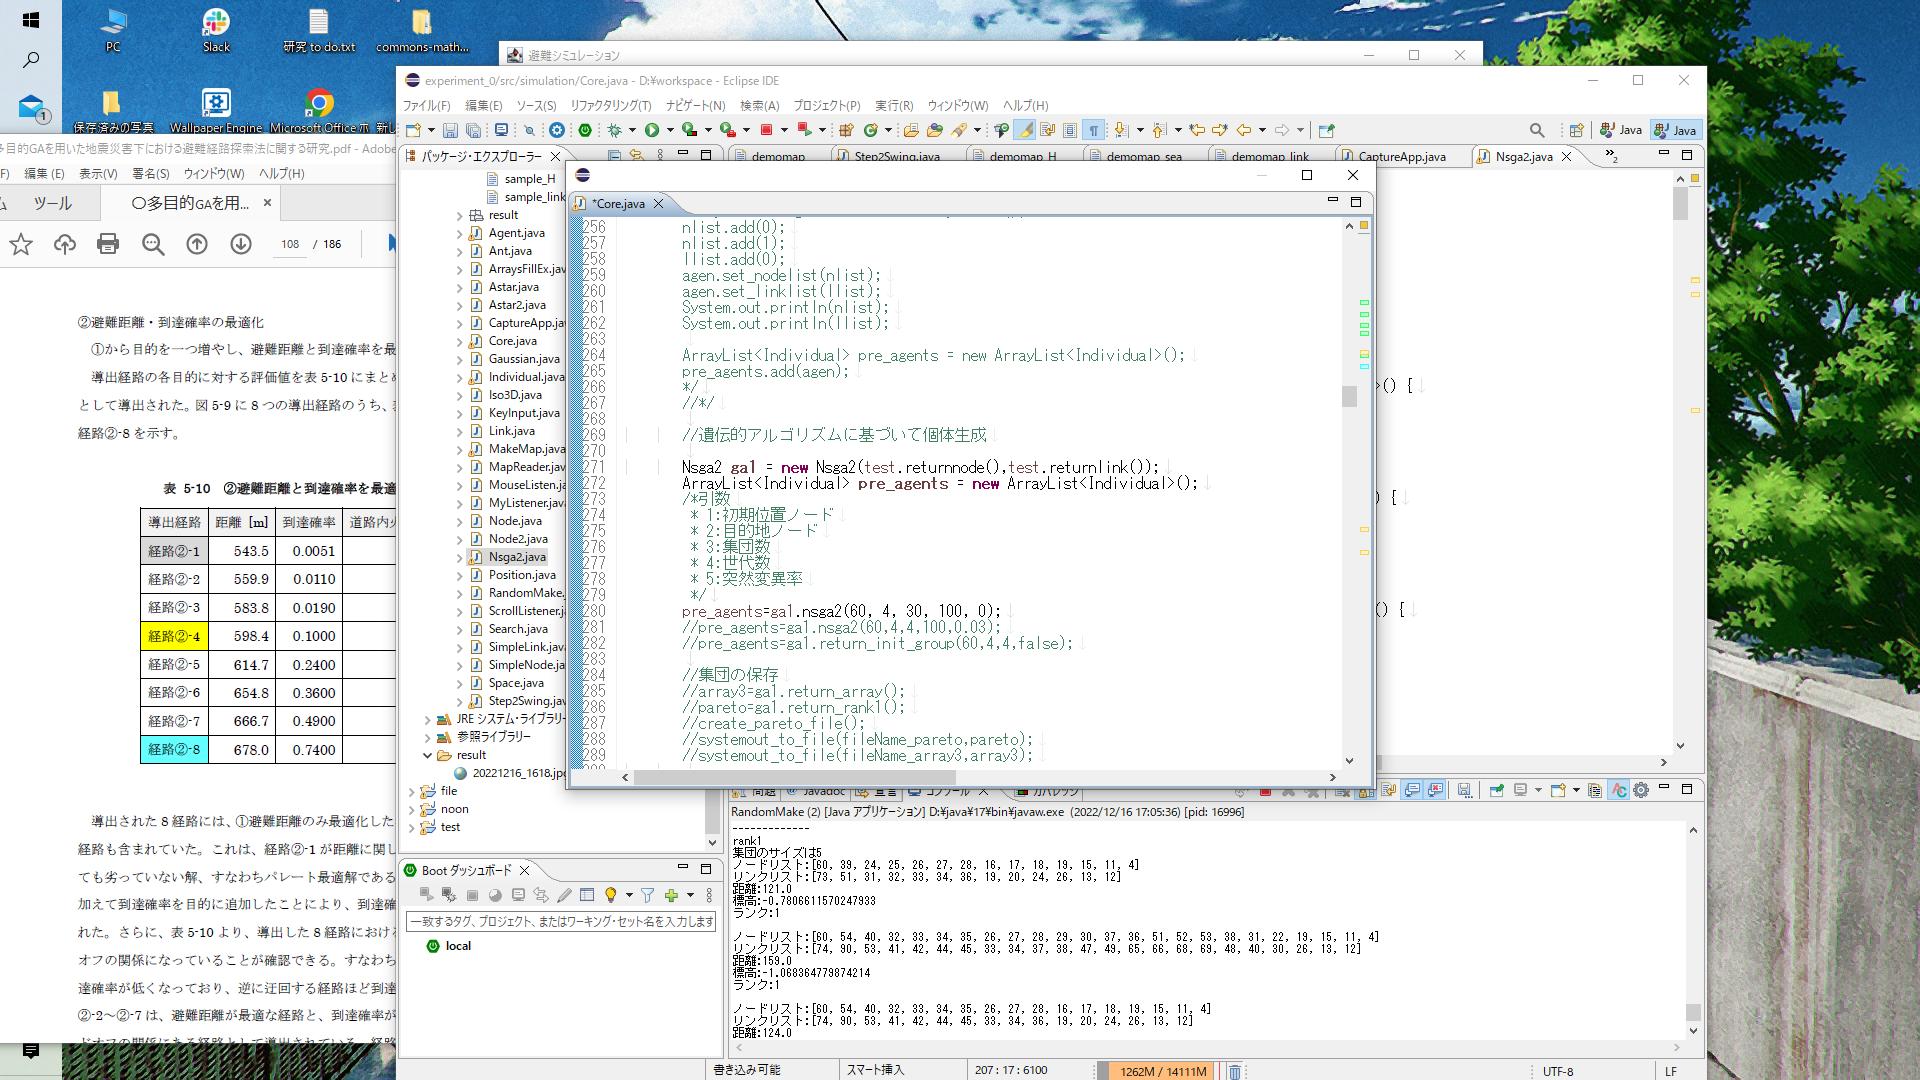 PC
Slack
研究 to do.txt
commons-math...
保存済みの写真
Wallpaper Engine
避難シミュレーション
多目的GAを用いた地震災害下における避難経路探索法に関する研究.pdf - Adobe
編集(E) 表示(V) 署名(S) ウィンドウ(W) ヘルプ(H)
ツール
〇多目的GAを用...
108 / 186
②避難距離・到達確率の最適化
①から目的を一つ増やし、避難距離と到達確率を最
導出経路の各目的に対する評価値を表 5-10 にまとめ
として導出された。図 5-9 に 8 つの導出経路のうち、
経路②-8 を示す。
表 5-10 ②避難距離と到達確率を最適
導出経路 距離 [m] 到達確率 道路内
経路②-1 543.5 0.0051
経路②-2 559.9 0.0110
経路②-3 583.8 0.0190
経路②-4 598.4 0.1000
経路②-5 614.7 0.2400
経路②-6 654.8 0.3600
経路②-7 666.7 0.4900
経路②-8 678.0 0.7400
導出された 8 経路には、①避難距離のみ最適化した
経路も含まれていた。これは、経路②-1 が距離に関し
ても劣っていない解、すなわちパレート最適解である
加えて到達確率を目的に追加したことにより、到達確
れた。さらに、表 5-10 より、導出した 8 経路における
オフの関係になっていることが確認できる。すなわち
達確率が低くなっており、逆に迂回する経路ほど到達
②-2～②-7 は、避難距離が最適な経路と、到達確率が
experiment_0/src/simulation/Core.java - D:¥workspace - Eclipse IDE
ファイル(F) 編集(E) ソース(S) リファクタリング(T) ナビゲート(N) 検索(A) プロジェクト(P) 実行(R) ウィンドウ(W) ヘルプ(H)
Java
Java
パッケージ・エクスプローラー
sample_H
sample_link
result
Agent.java
Ant.java
ArraysFillEx.jav
Astar.java
Astar2.java
CaptureApp.jav
Core.java
Gaussian.java
Individual.java
Iso3D.java
KeyInput.java
Link.java
MakeMap.java
MapReader.java
MouseListen.jav
MyListener.java
Node.java
Node2.java
Nsga2.java
Position.java
RandomMake.
ScrollListener.j
Search.java
SimpleLink.jav
SimpleNode.ja
Space.java
Step2Swing.jav
JRE システム・ライブラリー
参照ライブラリー
result
20221216_1618.jpg
file
noon
test
demomap
Step2Swing.java
demomap_H
demomap_sea
demomap_link
CaptureApp.java
Nsga2.java
*Core.java
256 nlist.add(0);
257 nlist.add(1);
258 llist.add(0);
259 agen.set_nodelist(nlist);
260 agen.set_linklist(llist);
261 System.out.println(nlist);
262 System.out.println(llist);
263
264 ArrayList<Individual> pre_agents = new ArrayList<Individual>();
265 pre_agents.add(agen);
266 */
267 //*/
268
269 //遺伝的アルゴリズムに基づいて個体生成
270
271 Nsga2 ga1 = new Nsga2(test.returnnode(),test.returnlink());
272 ArrayList<Individual> pre_agents = new ArrayList<Individual>();
273 /*引数
274 * 1:初期位置ノード
275 * 2:目的地ノード
276 * 3:集団数
277 * 4:世代数
278 * 5:突然変異率
279 */
280 pre_agents=ga1.nsga2(60, 4, 30, 100, 0);
281 //pre_agents=ga1.nsga2(60,4,4,100,0.03);
282 //pre_agents=ga1.return_init_group(60,4,4,false);
283
284 //集団の保存
285 //array3=ga1.return_array();
286 //pareto=ga1.return_rank1();
287 //create_pareto_file();
288 //systemout_to_file(fileName_pareto,pareto);
289 //systemout_to_file(fileName_array3,array3);
問題 Javadoc 宣言 コンソール カバレッジ
RandomMake (2) [Java アプリケーション] D:¥java¥17¥bin¥javaw.exe (2022/12/16 17:05:36) [pid: 16996]
-------------
rank1
集団のサイズは5
ノードリスト:[60, 39, 24, 25, 26, 27, 28, 16, 17, 18, 19, 15, 11, 4]
リンクリスト:[73, 51, 31, 32, 33, 34, 36, 19, 20, 24, 26, 13, 12]
距離:121.0
標高:-0.7806611570247933
ランク:1
ノードリスト:[60, 54, 40, 32, 33, 34, 35, 26, 27, 28, 29, 30, 37, 36, 51, 52, 53, 38, 31, 22, 19, 15, 11, 4]
リンクリスト:[74, 90, 53, 41, 42, 44, 45, 33, 34, 37, 38, 47, 49, 65, 66, 68, 69, 48, 40, 30, 26, 13, 12]
距離:159.0
標高:-1.068364779874214
ランク:1
ノードリスト:[60, 54, 40, 32, 33, 34, 35, 26, 27, 28, 16, 17, 18, 19, 15, 11, 4]
リンクリスト:[74, 90, 53, 41, 42, 44, 45, 33, 34, 36, 19, 20, 24, 26, 13, 12]
距離:124.0
Boot ダッシュボード
一致するタグ、プロジェクト、またはワーキング・セット名を入力します
local
書き込み可能
スマート挿入
207 : 17 : 6100
1262M / 14111M
UTF-8
LF